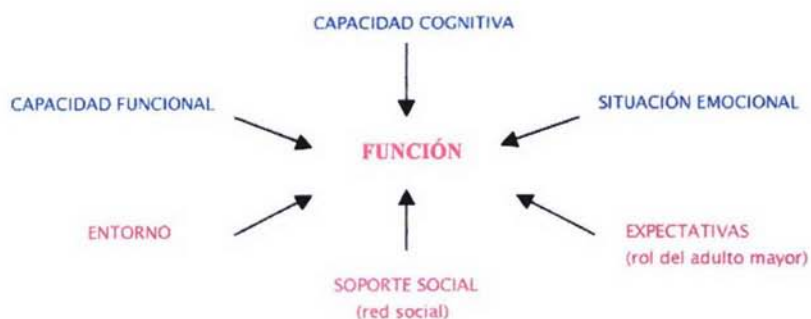 CAPACIDAD COGNITIVA
CAPACIDAD FUNCIONAL
SITUACIÓN EMOCIONAL
FUNCIÓN
ENTORNO
EXPECTATIVAS
(rol del adulto mayor)
SOPORTE SOCIAL
(red social)